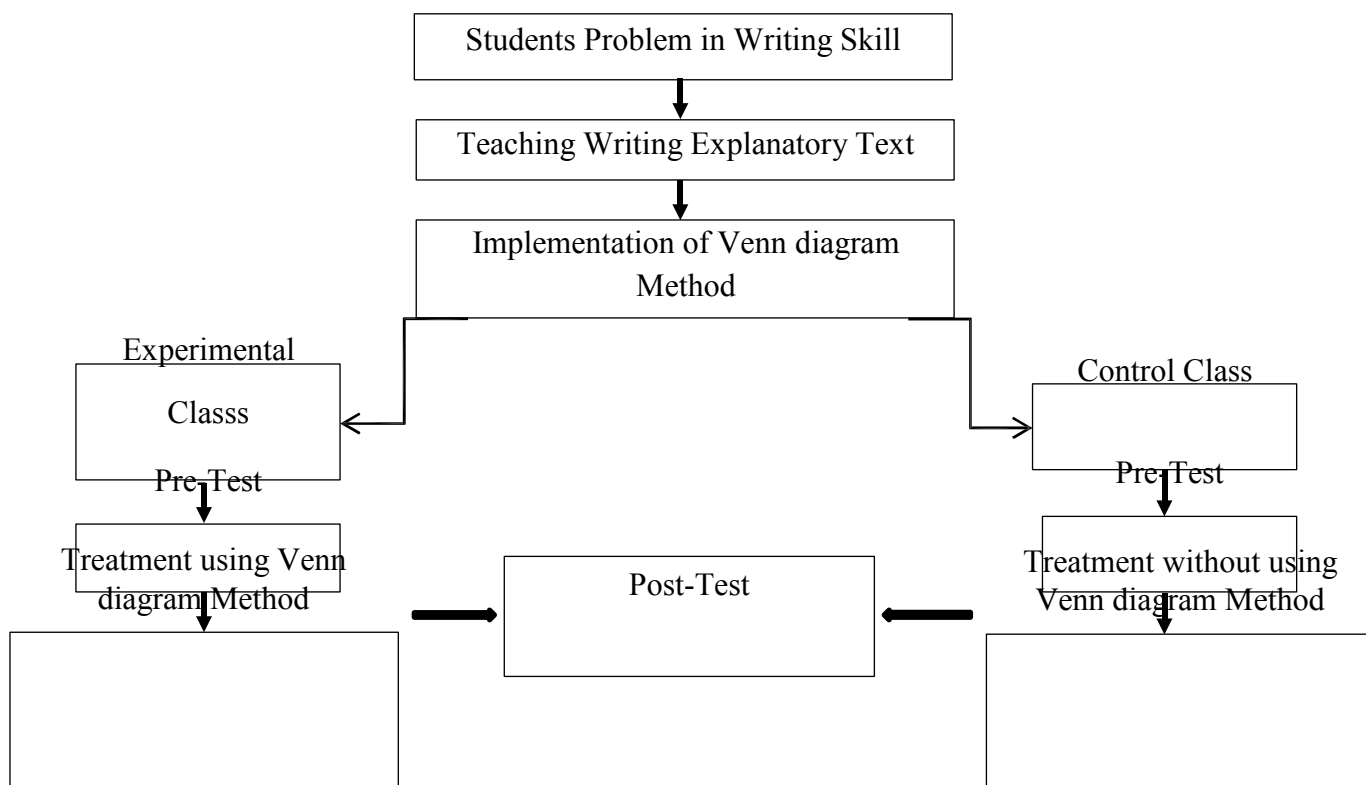 Students Problem in Writing Skill
Teaching Writing Explanatory Text
Implementation of Venn diagram
Method
Experimental
Classs
Control Class
Pre-Test
Pre-Test
Treatment using Venn
diagram Method
Post-Test
Treatment without using
Venn diagram Method